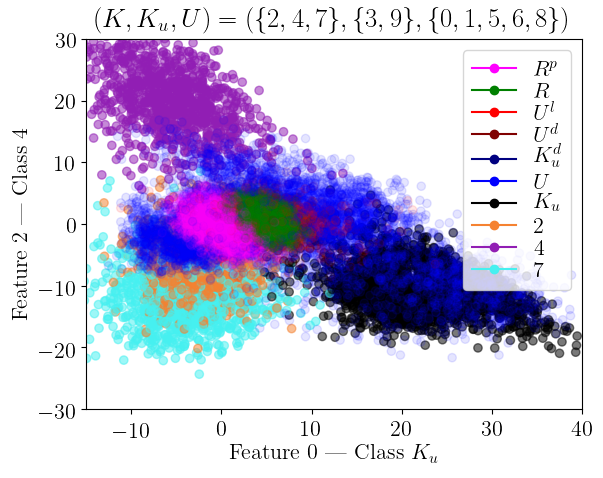 (K, K_u, U) = ({2, 4, 7}, {3, 9}, {0, 1, 5, 6, 8})
30
20
10
0
−10
−20
−30
Feature 2 — Class 4
R^p
R
U^l
U^d
K_u^d
U
K_u
2
4
7
−10
0
10
20
30
40
Feature 0 — Class K_u